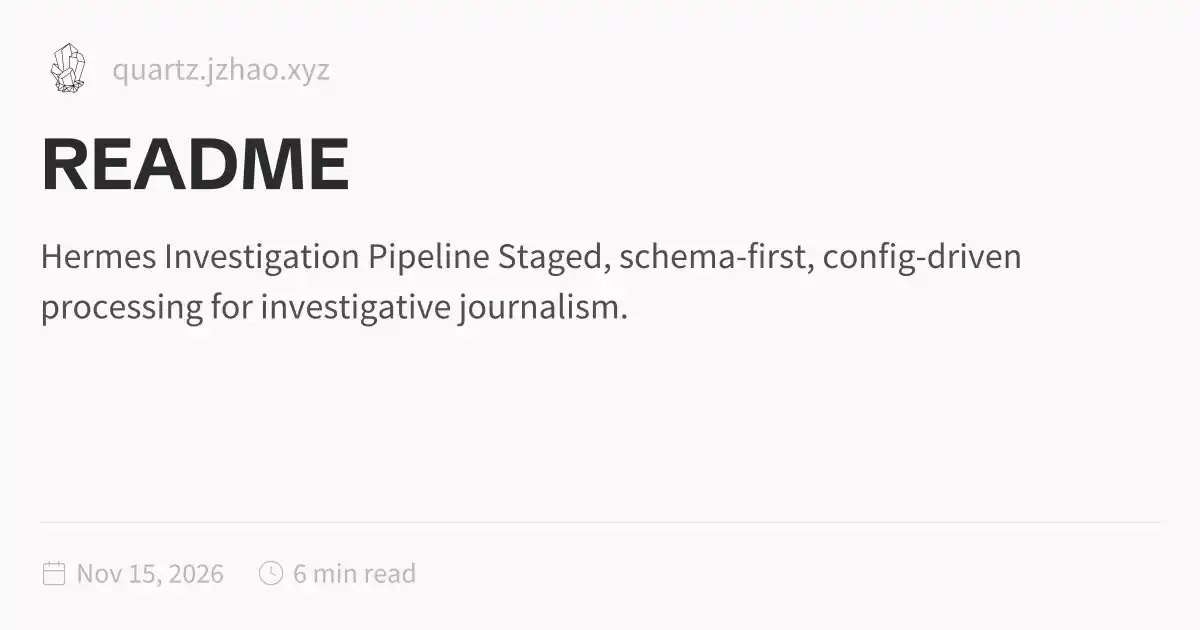 quartz.jzhao.xyz
README
Hermes Investigation Pipeline Staged, schema-first, config-driven
processing for investigative journalism.
Nov 15, 2026 6 min read